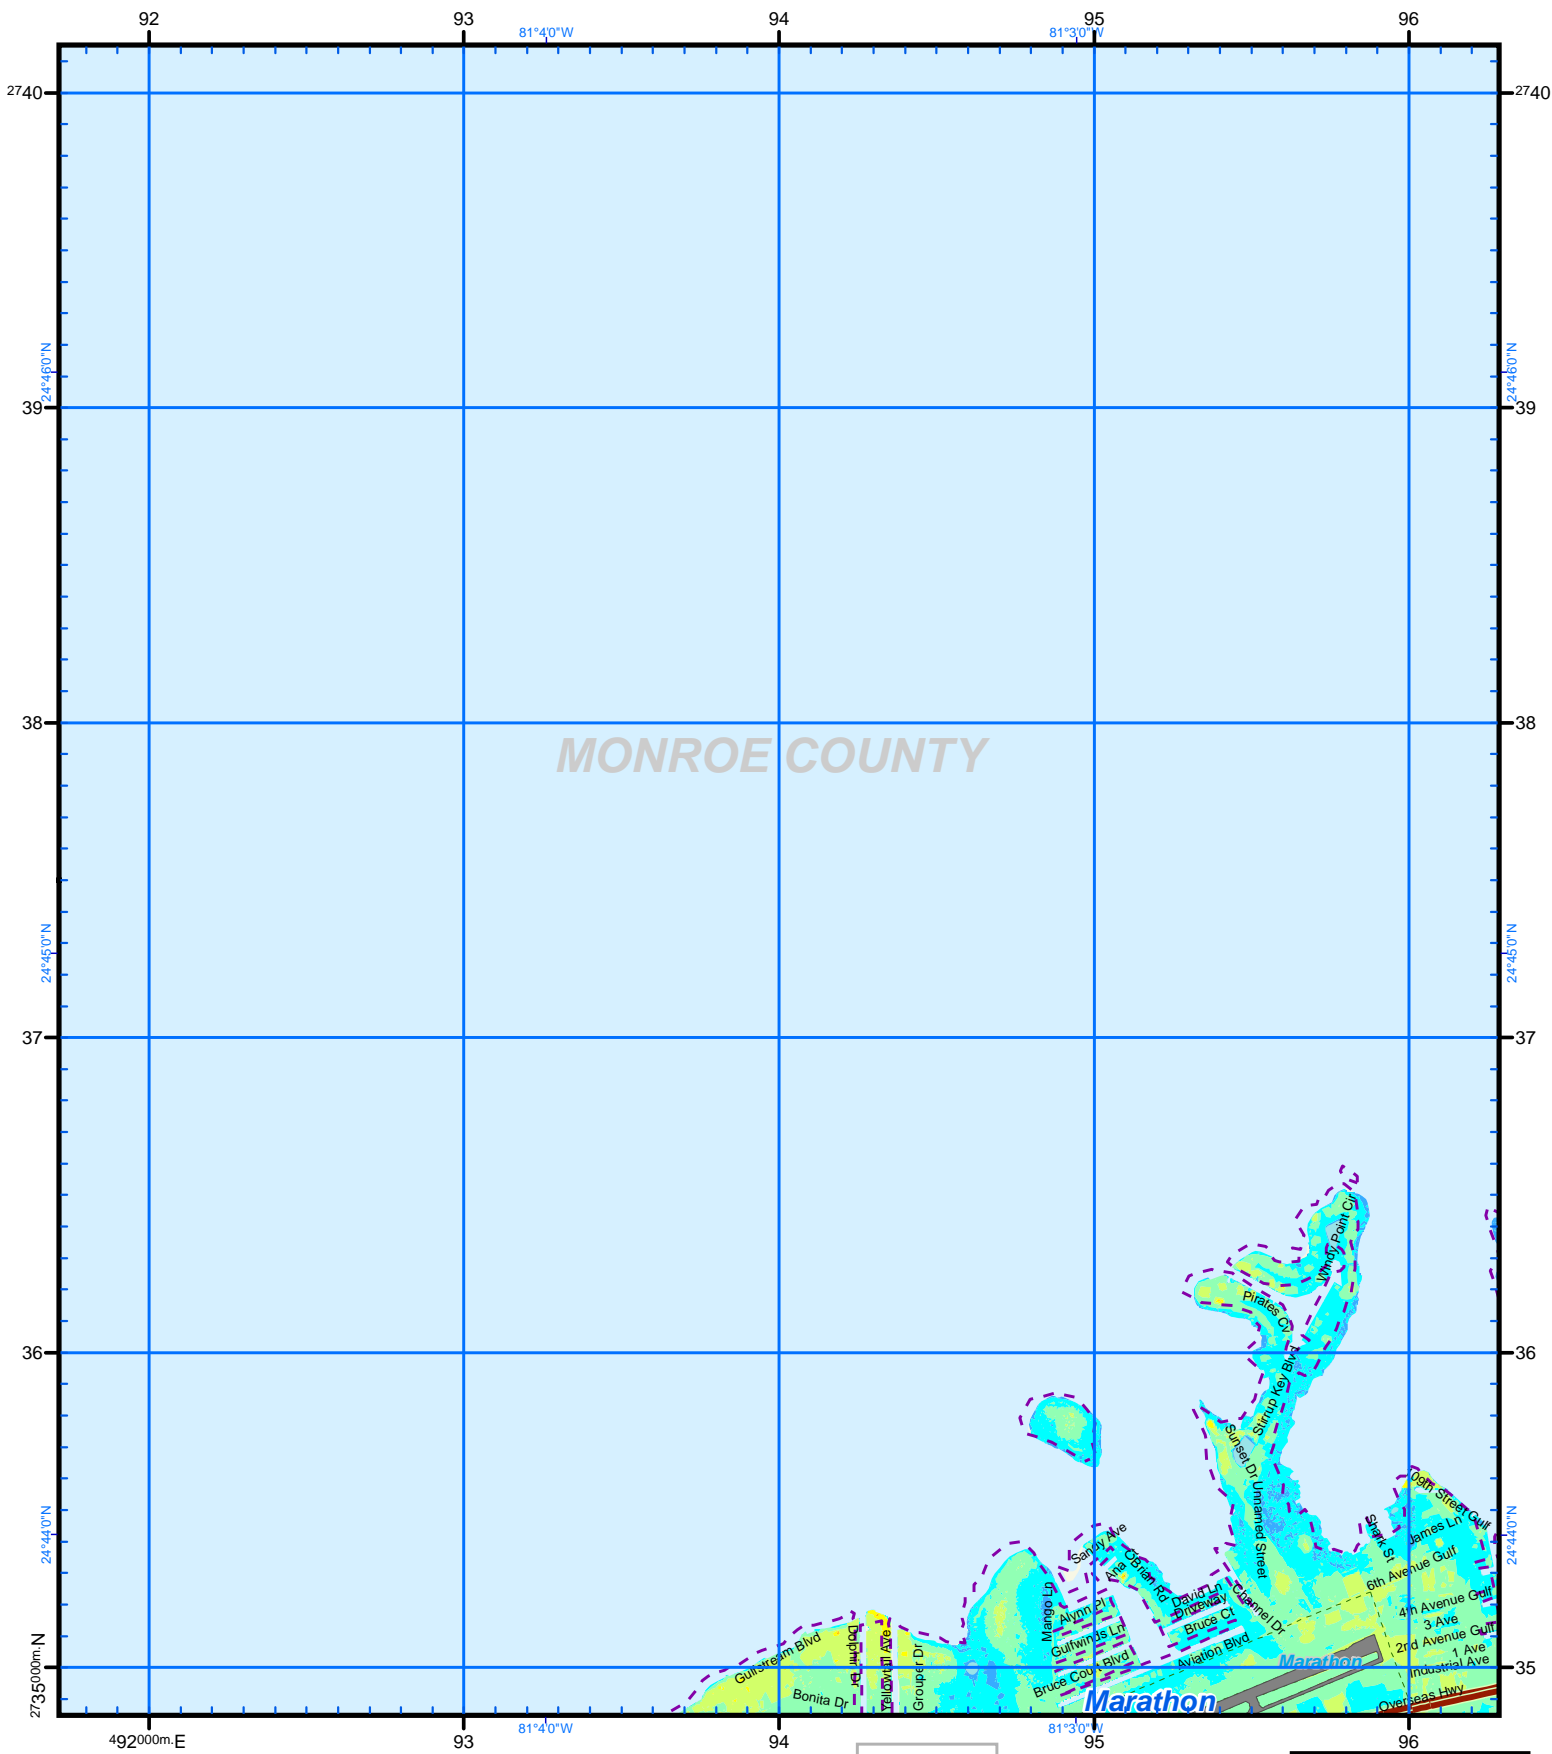 92 93 94 95 96
81°4'0"W 81°3'0"W
2740 2740
24°46'0"N 24°46'0"N
39 39
38 38
MONROE COUNTY
24°45'0"N 24°45'0"N
37 37
Windy Point Cir
Pirates Cv
36 36
Stirrup Key Blvd
Sunset Dr
Unnamed Street
09th Street Gulf
James Ln
Shark St
24°44'0"N 24°44'0"N
Sandy Ave
Ana Ct
OBrian Rd
6th Avenue Gulf
David Ln
Driveway
Channel Dr
Mango Ln
Alynn Pl
Bruce Ct
4th Avenue Gulf
3 Ave
Gulfwinds Ln
Aviation Blvd
2nd Avenue Gulf
1 Ave
Gulfstream Blvd
Dolphin Dr
Yellowtail Ave
Grouper Dr
Bruce Court Blvd
Marathon
Industrial Ave
2735000m. N 35
Bonita Dr
Marathon
Overseas Hwy
81°4'0"W 81°3'0"W
492000m.E 93 94 95 96